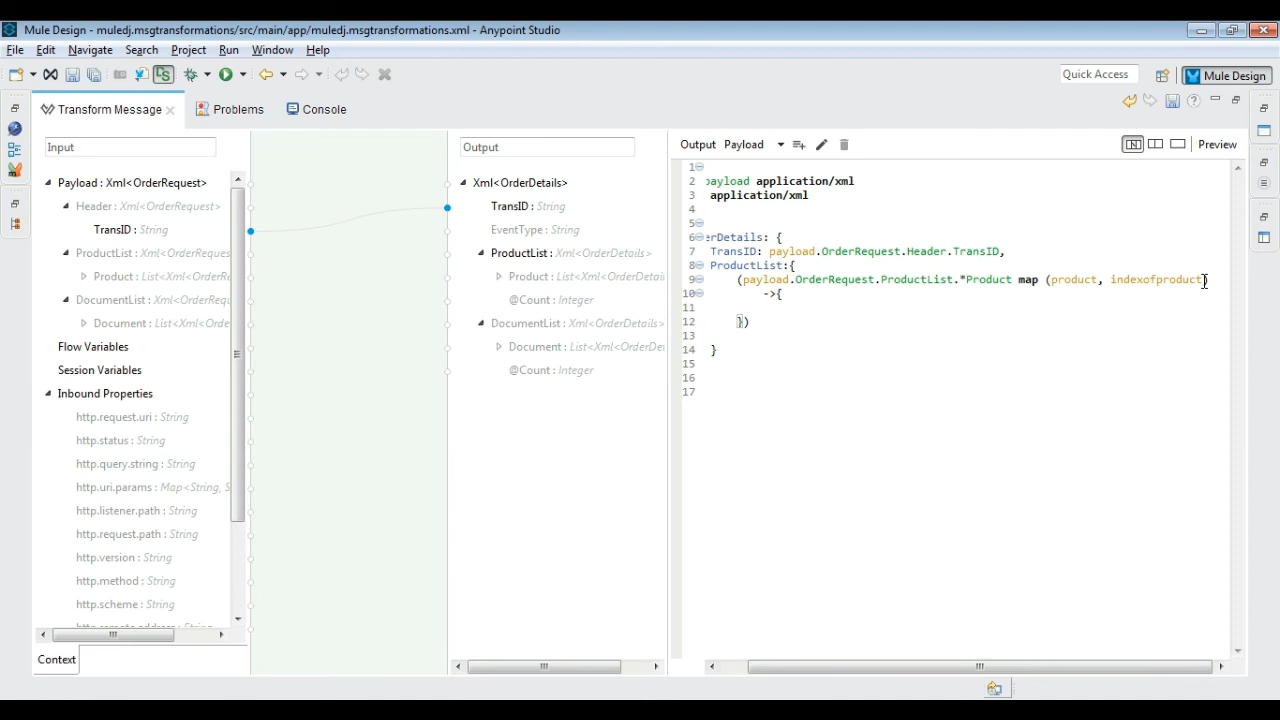 Mule Design - muledj.msgtransformations/src/main/app/muledj.msgtransformations.xml - Anypoint Studio
File Edit Navigate Search Project Run Window Help
Quick Access
Mule Design
Transform Message
Problems
Console
Input
Payload : Xml<OrderRequest>
Header : Xml<OrderRequest>
TransID : String
ProductList : Xml<OrderReque
Product : List<Xml<OrderRe
DocumentList : Xml<OrderRequ
Document : List<Xml<Orde
Flow Variables
Session Variables
Inbound Properties
http.request.uri : String
http.status : String
http.query.string : String
http.uri.params : Map<String, S
http.listener.path : String
http.request.path : String
http.version : String
http.method : String
http.scheme : String
http.remote.address : String
Context
Output
Xml<OrderDetails>
TransID : String
EventType : String
ProductList : Xml<OrderDetails>
Product : List<Xml<OrderDetai
@Count : Integer
DocumentList : Xml<OrderDetails>
Document : List<Xml<OrderDe
@Count : Integer
Output Payload
Preview
1
2 payload application/xml
3 application/xml
4
5
6 erDetails: {
7 TransID: payload.OrderRequest.Header.TransID,
8 ProductList:{
9 (payload.OrderRequest.ProductList.*Product map (product, indexofproduct)
10 ->{
11
12 })
13
14 }
15
16
17